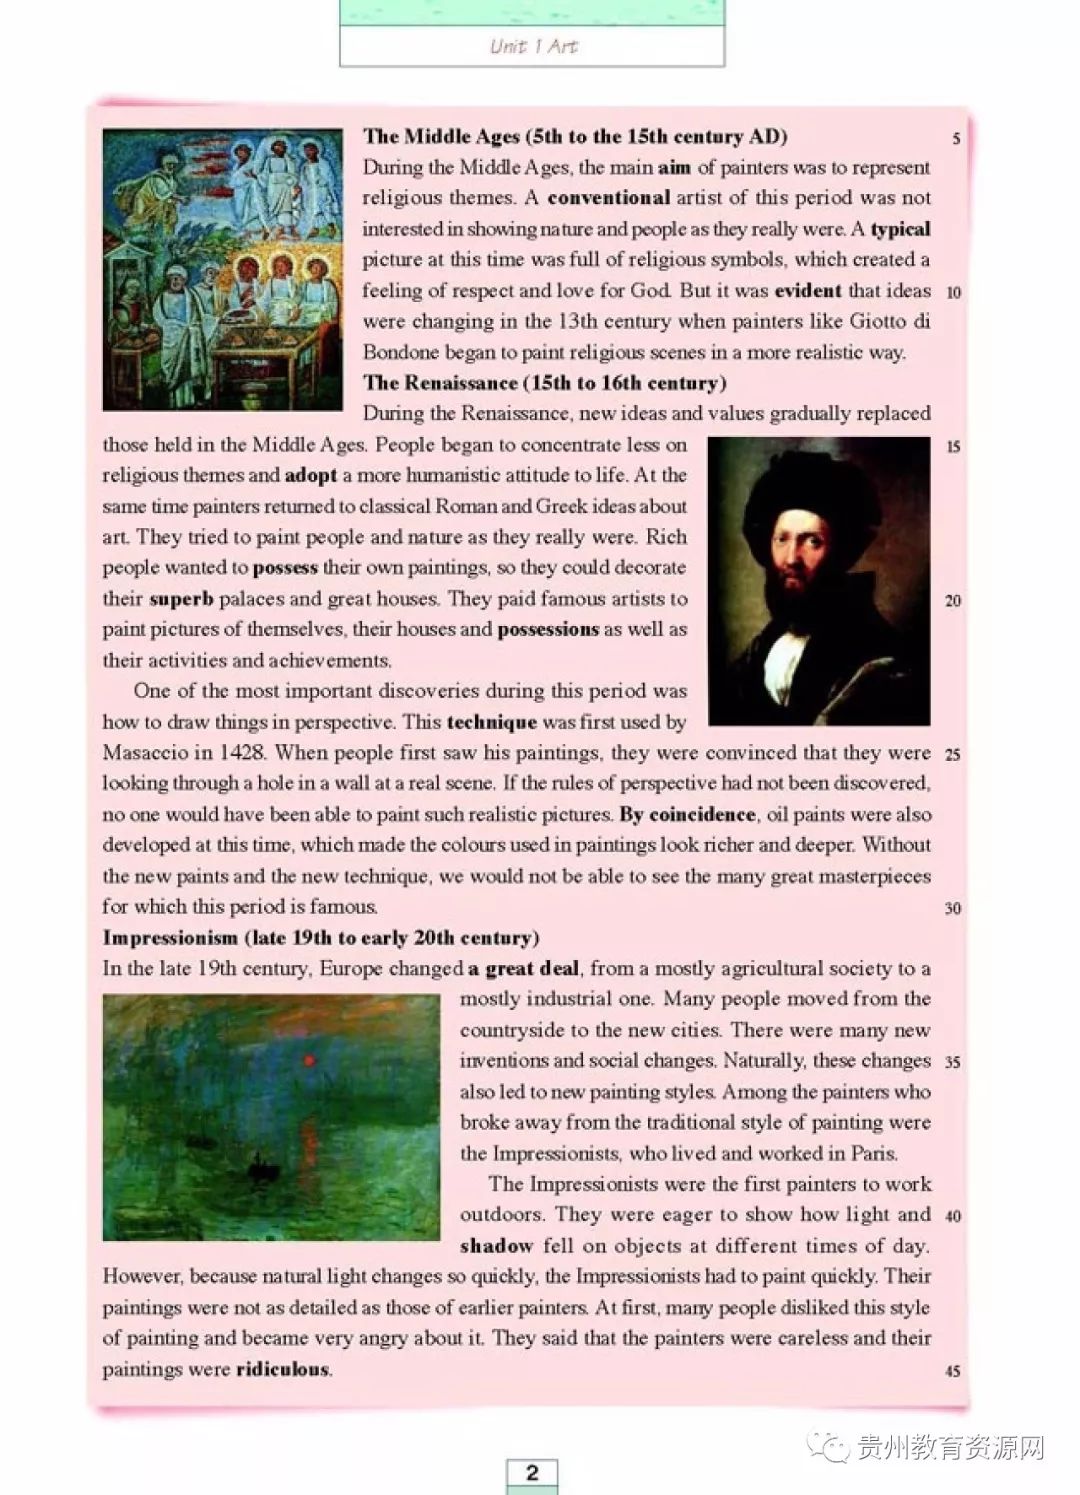 Unit 1 Art
The Middle Ages (5th to the 15th century AD) 5
During the Middle Ages, the main aim of painters was to represent
religious themes. A conventional artist of this period was not
interested in showing nature and people as they really were. A typical
picture at this time was full of religious symbols, which created a
feeling of respect and love for God. But it was evident that ideas 10
were changing in the 13th century when painters like Giotto di
Bondone began to paint religious scenes in a more realistic way.
The Renaissance (15th to 16th century)
During the Renaissance, new ideas and values gradually replaced
those held in the Middle Ages. People began to concentrate less on 15
religious themes and adopt a more humanistic attitude to life. At the
same time painters returned to classical Roman and Greek ideas about
art. They tried to paint people and nature as they really were. Rich
people wanted to possess their own paintings, so they could decorate
their superb palaces and great houses. They paid famous artists to 20
paint pictures of themselves, their houses and possessions as well as
their activities and achievements.
One of the most important discoveries during this period was
how to draw things in perspective. This technique was first used by
Masaccio in 1428. When people first saw his paintings, they were convinced that they were 25
looking through a hole in a wall at a real scene. If the rules of perspective had not been discovered,
no one would have been able to paint such realistic pictures. By coincidence, oil paints were also
developed at this time, which made the colours used in paintings look richer and deeper. Without
the new paints and the new technique, we would not be able to see the many great masterpieces
for which this period is famous. 30
Impressionism (late 19th to early 20th century)
In the late 19th century, Europe changed a great deal, from a mostly agricultural society to a
mostly industrial one. Many people moved from the
countryside to the new cities. There were many new
inventions and social changes. Naturally, these changes 35
also led to new painting styles. Among the painters who
broke away from the traditional style of painting were
the Impressionists, who lived and worked in Paris.
The Impressionists were the first painters to work
outdoors. They were eager to show how light and 40
shadow fell on objects at different times of day.
However, because natural light changes so quickly, the Impressionists had to paint quickly. Their
paintings were not as detailed as those of earlier painters. At first, many people disliked this style
of painting and became very angry about it. They said that the painters were careless and their
paintings were ridiculous. 45
贵州教育资源网
2